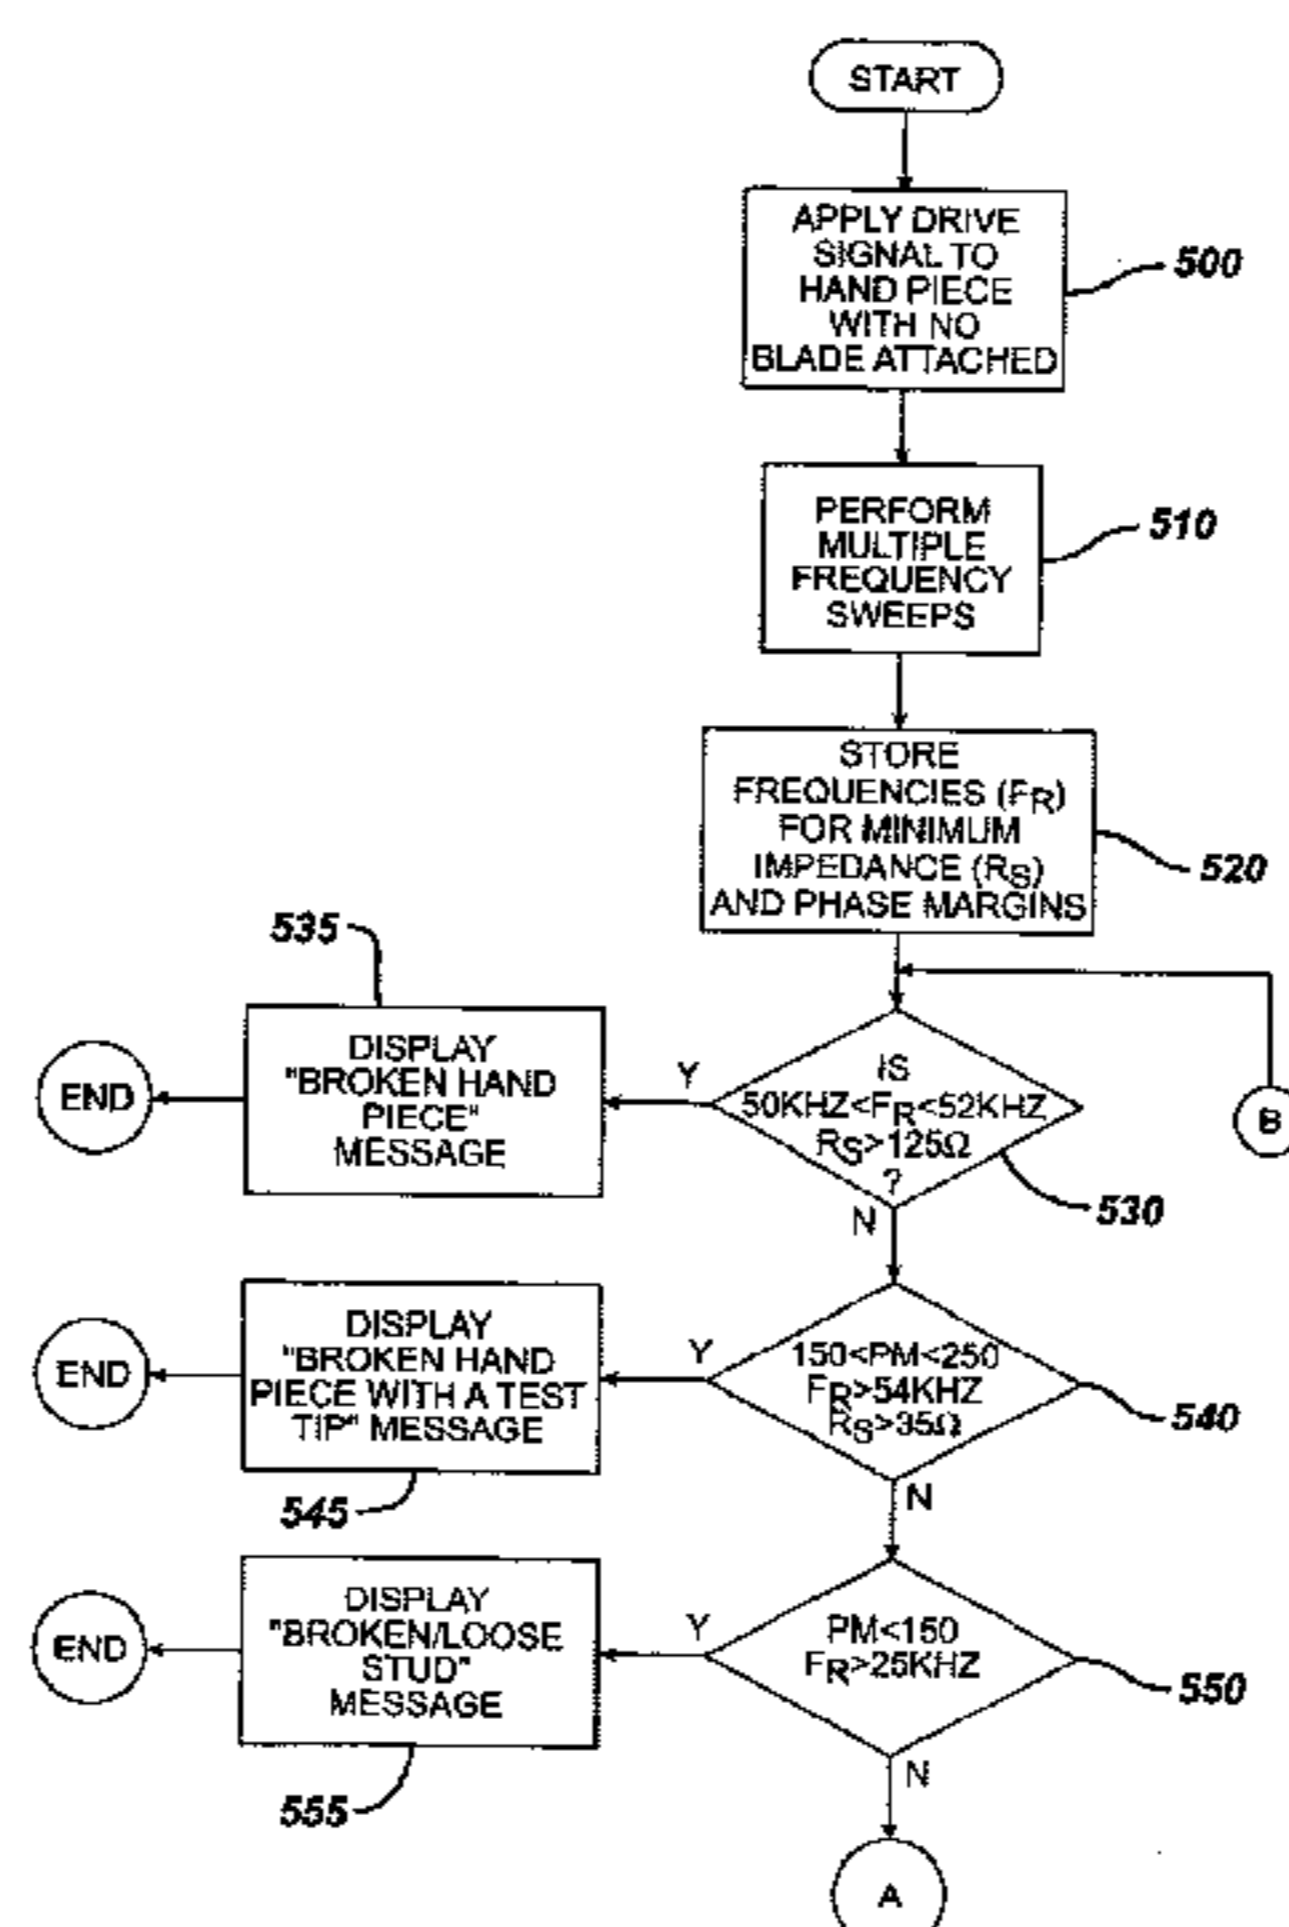 START
APPLY DRIVE
SIGNAL TO
HAND PIECE
WITH NO
BLADE ATTACHED
500
PERFORM
MULTIPLE
FREQUENCY
SWEEPS
510
STORE
FREQUENCIES (FR)
FOR MINIMUM
IMPEDANCE (RS)
AND PHASE MARGINS
520
535
DISPLAY
"BROKEN HAND
PIECE"
MESSAGE
END
Y
IS
50KHZ<FR<52KHZ
RS>125Ω
?
B
530
N
DISPLAY
"BROKEN HAND
PIECE WITH A TEST
TIP" MESSAGE
END
Y
150<PM<250
FR>54KHZ
RS>35Ω
540
545
N
DISPLAY
"BROKEN/LOOSE
STUD"
MESSAGE
END
Y
PM<150
FR>25KHZ
550
555
N
A